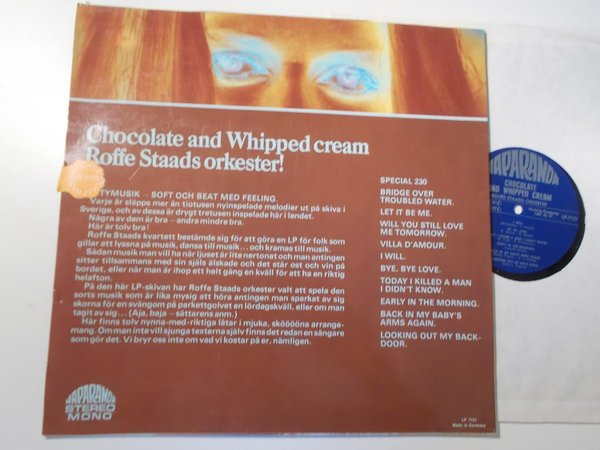 Chocolate and Whipped cream
Roffe Staads orkester!
TYMUSIK – SOFT OCH BEAT MED FEELING.
Varje år släpps mer än tiotusen nyinspelade melodier ut på skiva i
Sverige, och av dessa är drygt tretusen inspelade här i landet.
Några av dem är bra – andra mindre bra.
Här är tolv bra!
Roffe Staads kvartett bestämde sig för att göra en LP för folk som
gillar att lyssna på musik, dansa till musik... och kramas till musik.
Sådan musik man vill ha när ljuset är lite nertonat och man antingen
sitter tillsammans med sin själs älskade och det står ost och vin på
bordet, eller när man är ihop ett helt gäng en kväll för att ha en riktig
helafton.
På den här LP-skivan har Roffe Staads orkester valt att spela den
sorts musik som är lika mysig att höra antingen man sparkat av sig
skorna för en svängom på parkettgolvet en lördagskväll, eller om man
tagit av sig... (Aja, baja – sättarens anm.)
Här finns tolv nynna-med-riktiga låtar i mjuka, sköööna arrange-
mang. Om man inte vill sjunga texterna själv finns det redan en sångare
som gör det. Vi bryr oss inte om vad vi kostar på er, nämligen.
SPECIAL 230
BRIDGE OVER
TROUBLED WATER.
LET IT BE ME.
WILL YOU STILL LOVE
ME TOMORROW.
VILLA D'AMOUR.
I WILL.
BYE, BYE LOVE.
TODAY I KILLED A MAN
I DIDN'T KNOW.
EARLY IN THE MORNING.
BACK IN MY BABY'S
ARMS AGAIN.
LOOKING OUT MY BACK-
DOOR.
HAPARANDA
STEREO
MONO
LP 1131
Made in Germany
HAPARANDA
CHOCOLATE
AND WHIPPED CREAM
ROFFE STAADS ORKESTER